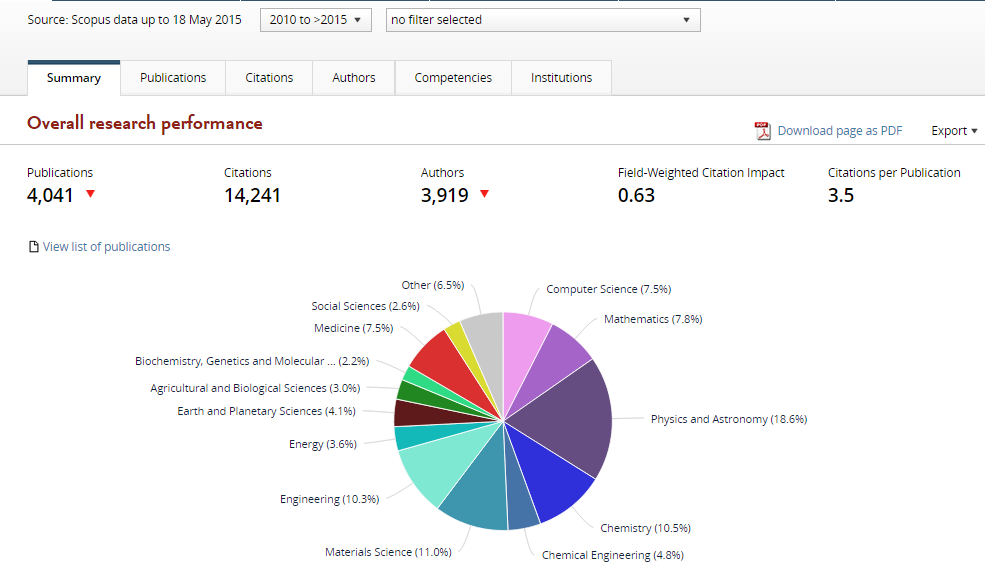 Source: Scopus data up to 18 May 2015
2010 to >2015
no filter selected
Summary
Publications
Citations
Authors
Competencies
Institutions
Overall research performance
Download page as PDF
Export
Publications
4,041
Citations
14,241
Authors
3,919
Field-Weighted Citation Impact
0.63
Citations per Publication
3.5
View list of publications
Other (6.5%)
Computer Science (7.5%)
Social Sciences (2.6%)
Mathematics (7.8%)
Medicine (7.5%)
Biochemistry, Genetics and Molecular ... (2.2%)
Agricultural and Biological Sciences (3.0%)
Earth and Planetary Sciences (4.1%)
Physics and Astronomy (18.6%)
Energy (3.6%)
Engineering (10.3%)
Chemistry (10.5%)
Materials Science (11.0%)
Chemical Engineering (4.8%)